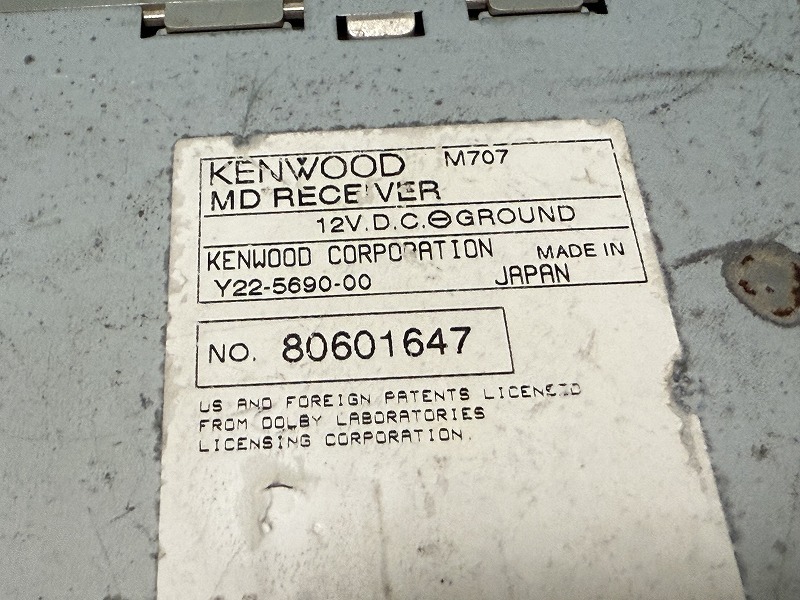 KENWOOD M707
MD RECEIVER
12V.D.C.⊖GROUND
KENWOOD CORPORATION MADE IN
Y22-5690-00 JAPAN
NO. 80601647
US AND FOREIGN PATENTS LICENSED
FROM DOLBY LABORATORIES
LICENSING CORPORATION.